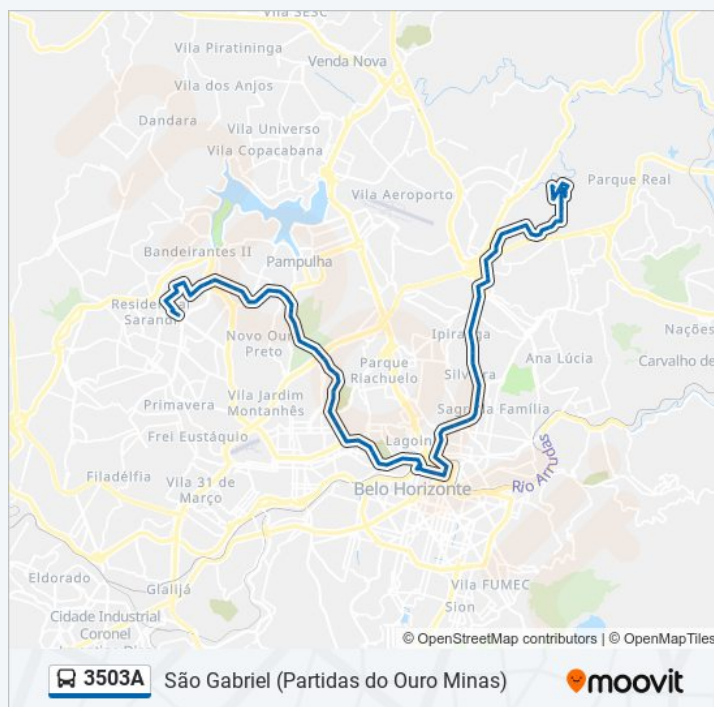 Vila SESC
Vila Piratininga
Venda Nova
Vila dos Anjos
Dandara
Vila Universo
Vila Copacabana
Vila Aeroporto
Parque Real
Bandeirantes II
Pampulha
Residencial
Sarandi
Novo Ouro
Preto
Ipiranga
Nações
Ana Lúcia
Carvalho de
Parque
Riachuelo
Silveira
Vila Jardim
Montanhês
Primavera
Sagrada Família
Frei Eustáquio
Lagoin
Filadélfia
Vila 31 de
Março
Belo Horizonte
Rio Arrudas
Eldorado
Glalijá
Vila FUMEC
Sion
Cidade Industrial
Coronel
© OpenStreetMap contributors | © OpenMapTiles
3503A
São Gabriel (Partidas do Ouro Minas)
moovit